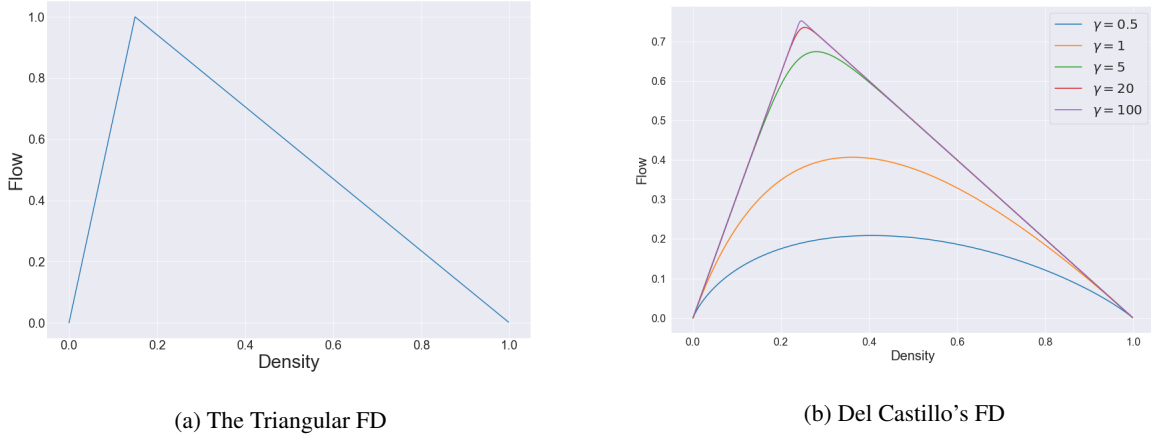 1.0
0.8
0.6
0.4
0.2
0.0
Flow
0.0 0.2 0.4 0.6 0.8 1.0
Density
(a) The Triangular FD
0.7
0.6
0.5
0.4
0.3
0.2
0.1
0.0
Flow
0.0 0.2 0.4 0.6 0.8 1.0
Density
γ = 0.5
γ = 1
γ = 5
γ = 20
γ = 100
(b) Del Castillo's FD